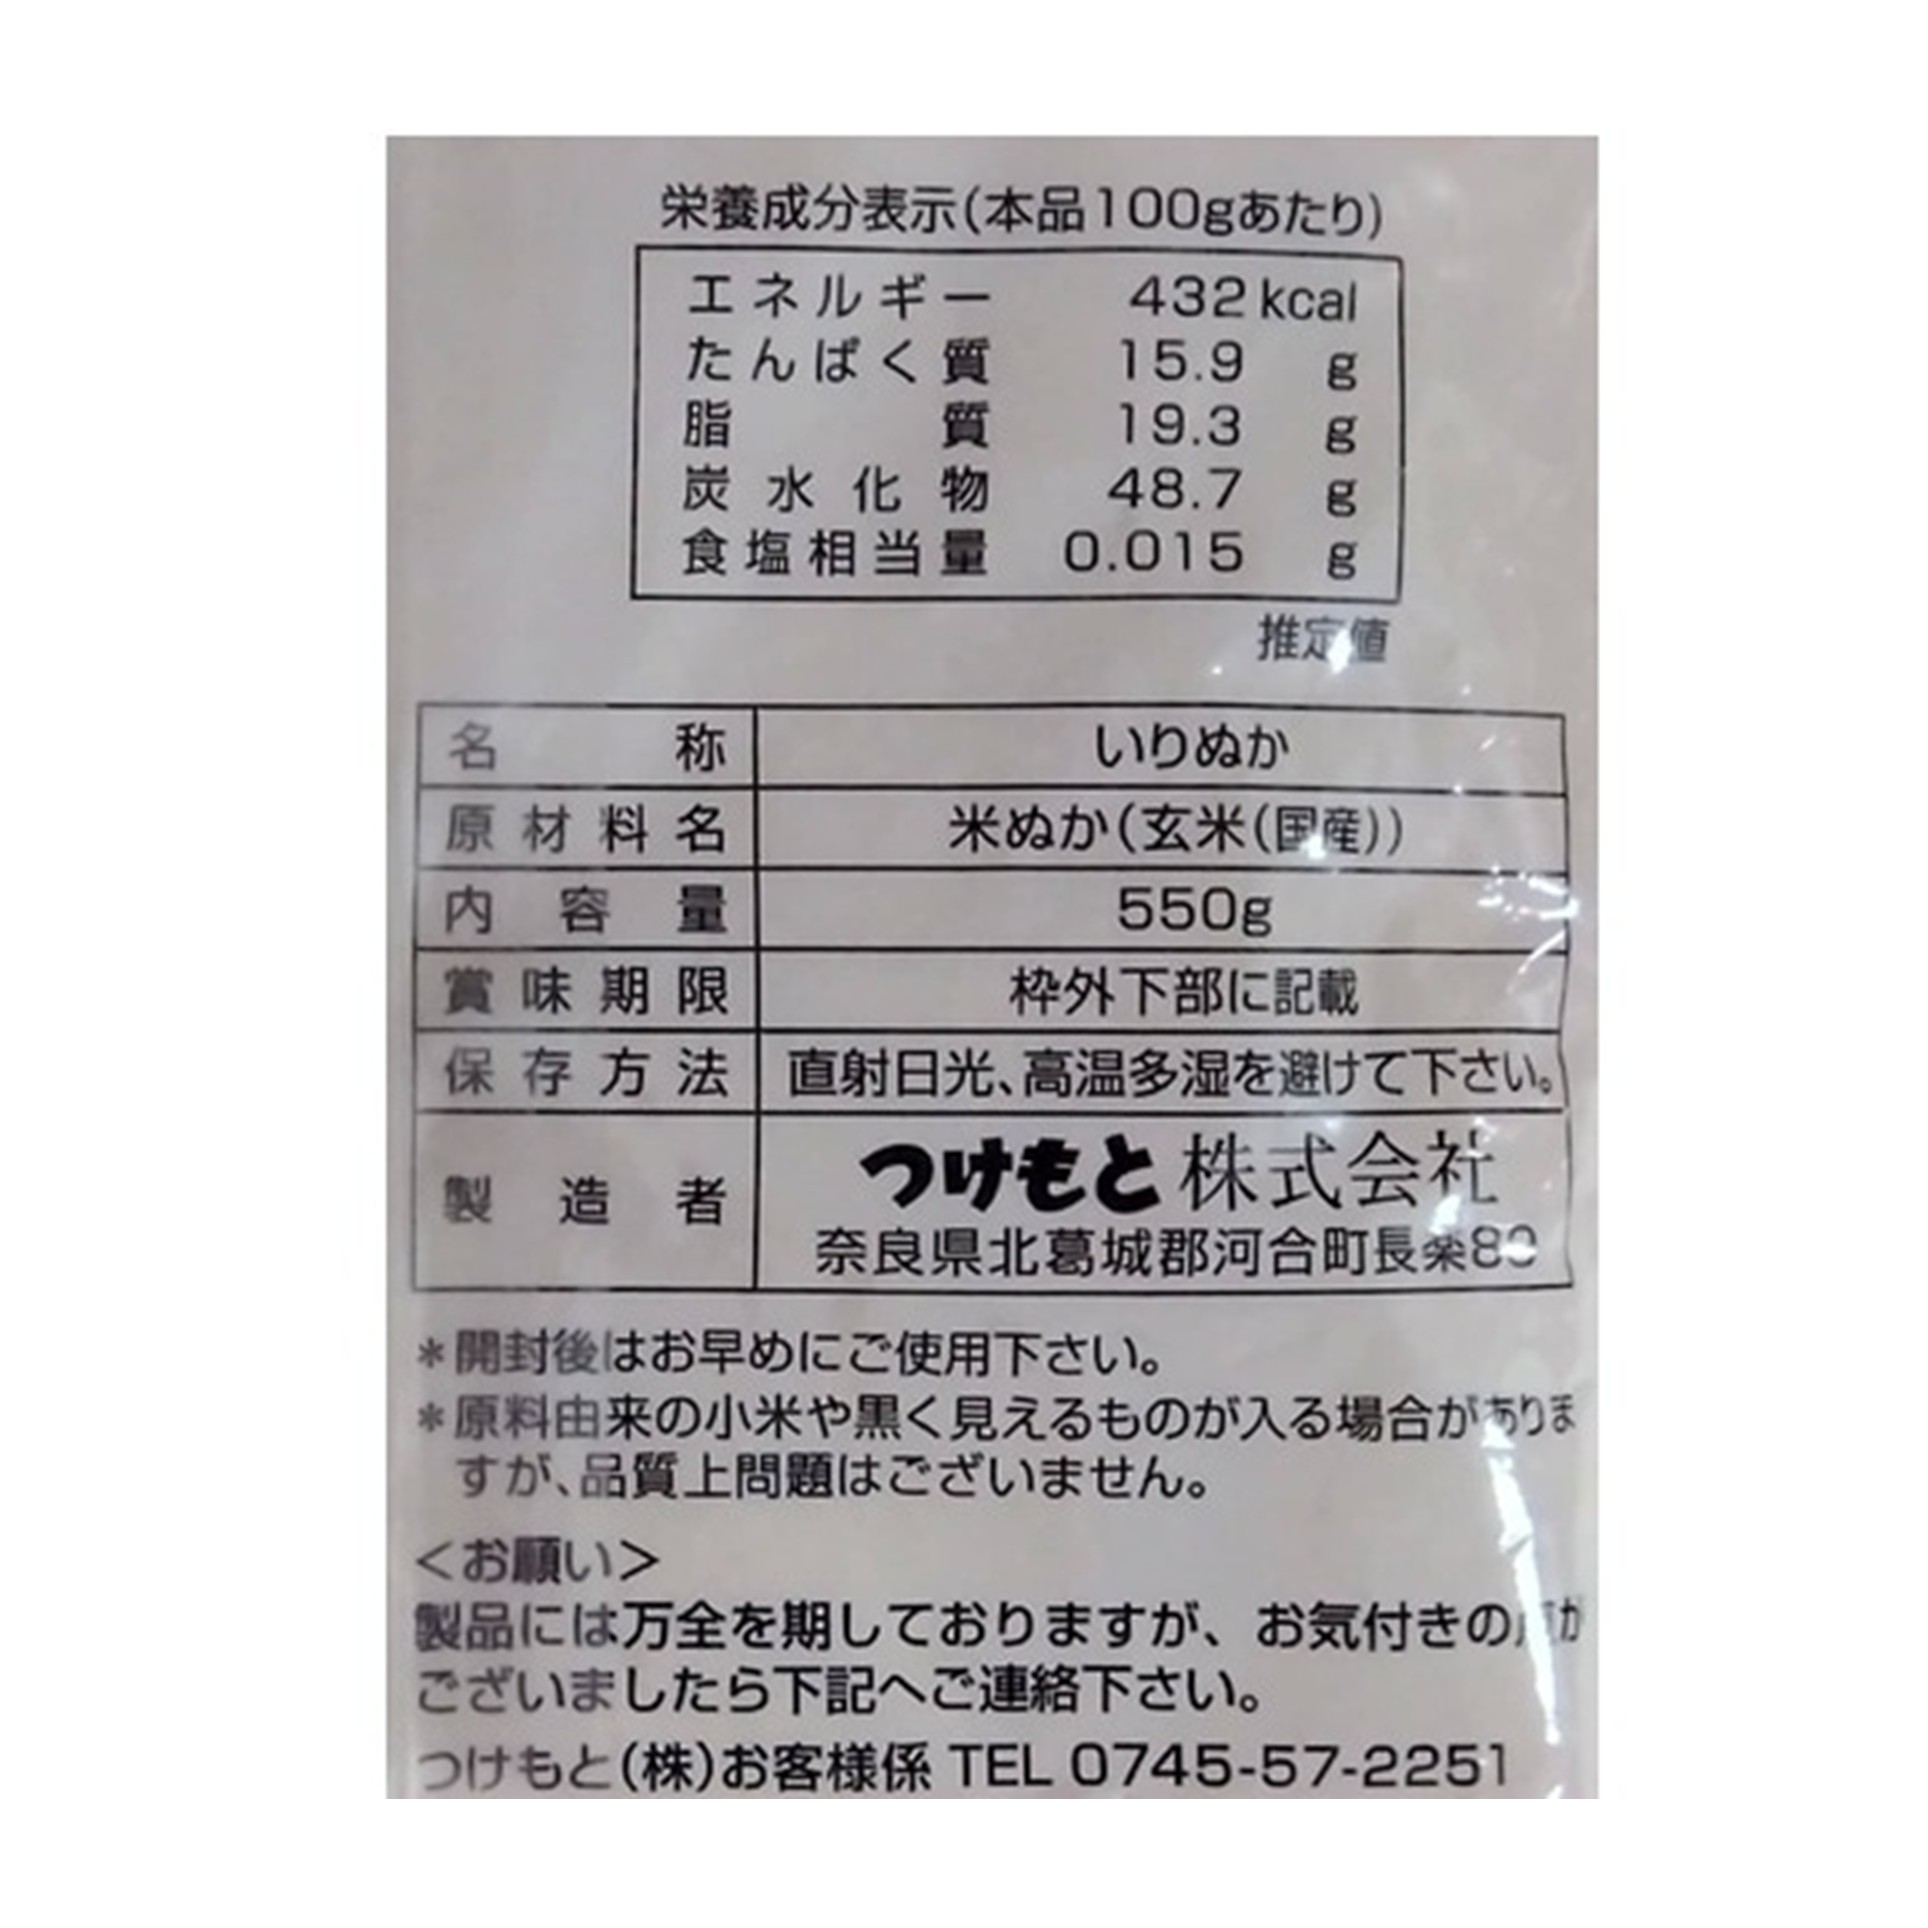 栄養成分表示(本品100gあたり)
エネルギー 432kcal
たんぱく質 15.9 g
脂質 19.3 g
炭水化物 48.7 g
食塩相当量 0.015 g
推定値
名称 いりぬか
原材料名 米ぬか(玄米(国産))
内容量 550g
賞味期限 枠外下部に記載
保存方法 直射日光、高温多湿を避けて下さい。
製造者 つけもと株式会社
奈良県北葛城郡河合町長楽
*開封後はお早めにご使用下さい。
*原料由来の小米や黒く見えるものが入る場合がありま
すが、品質上問題はございません。
<お願い>
製品には万全を期しておりますが、お気付きの点が
ございましたら下記へご連絡下さい。
つけもと(株)お客様係 TEL 0745-57-2251